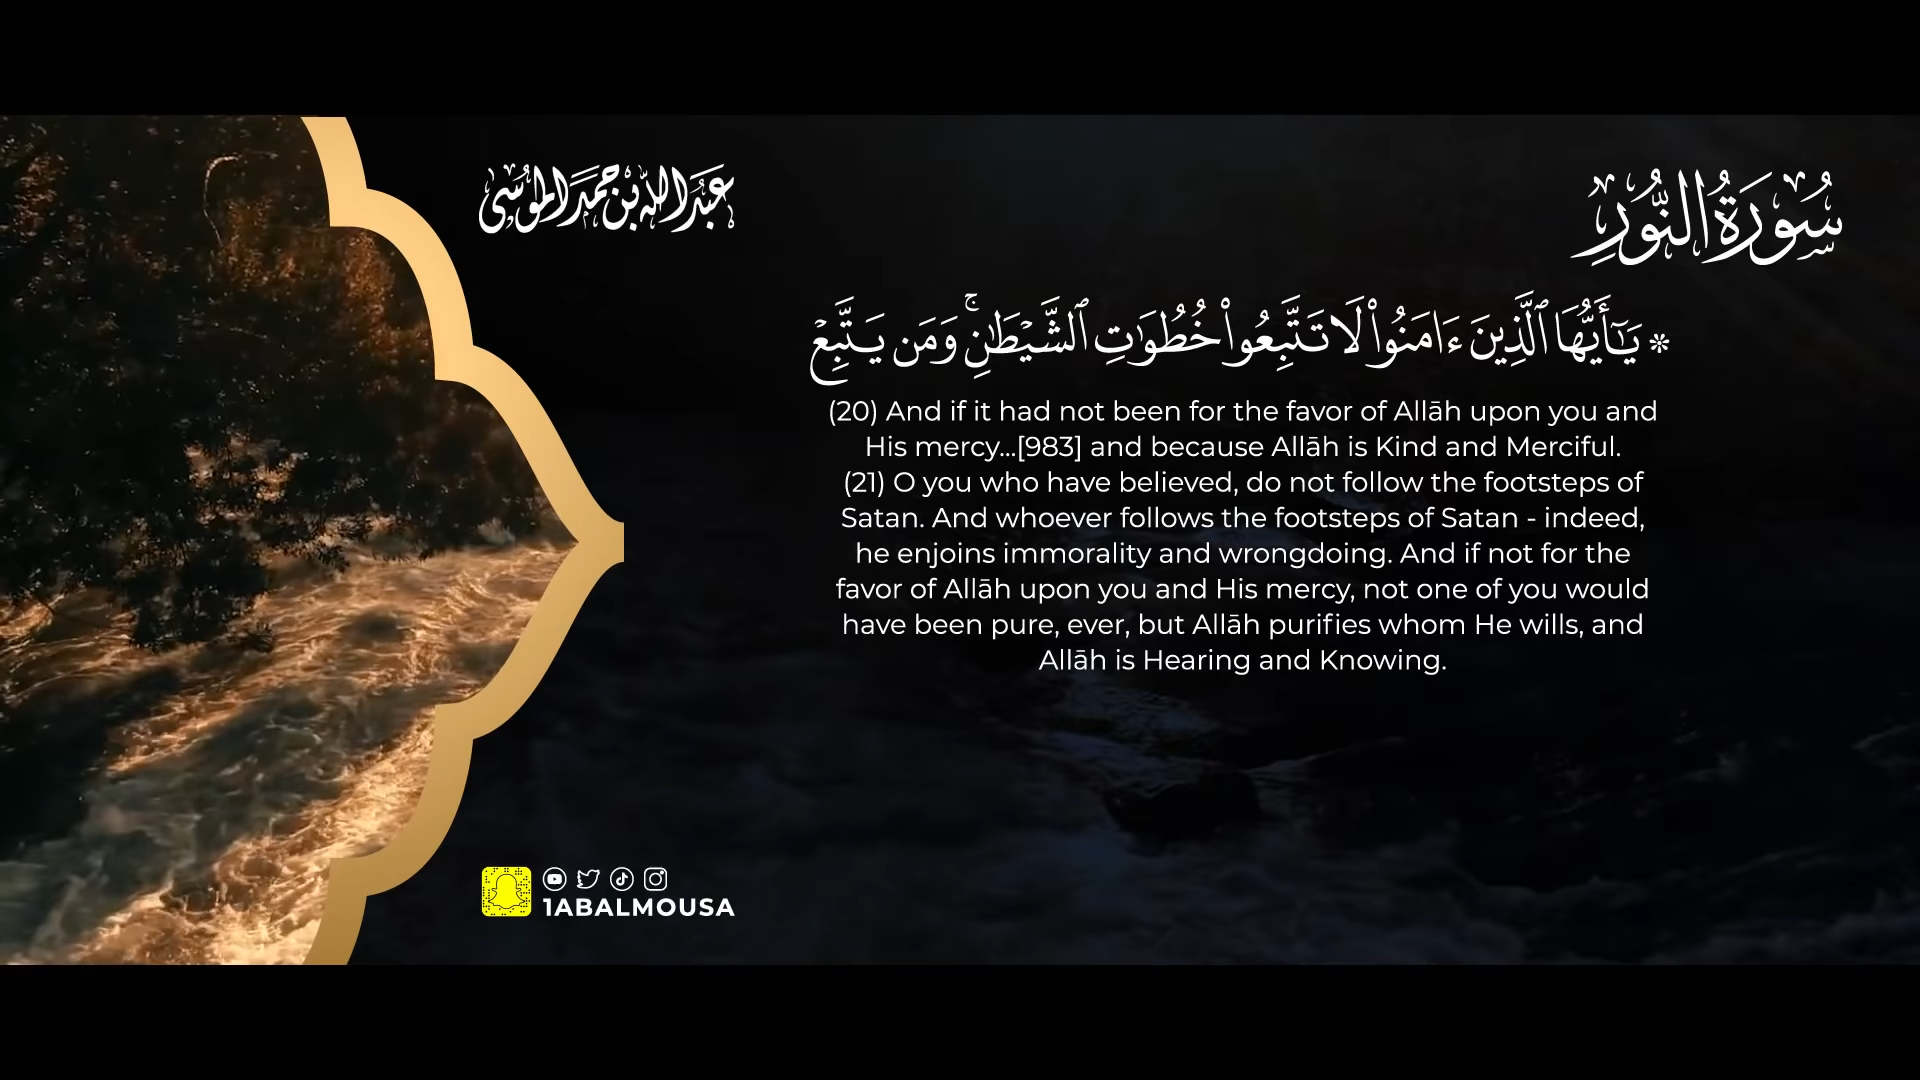 عبدالله بن حمد الموسى
سُورَةُ النُّورِ
* يَٰٓأَيُّهَا ٱلَّذِينَ ءَامَنُوا۟ لَا تَتَّبِعُوا۟ خُطُوَٰتِ ٱلشَّيْطَٰنِ ۚ وَمَن يَتَّبِعْ
(20) And if it had not been for the favor of Allāh upon you and
His mercy...[983] and because Allāh is Kind and Merciful.
(21) O you who have believed, do not follow the footsteps of
Satan. And whoever follows the footsteps of Satan - indeed,
he enjoins immorality and wrongdoing. And if not for the
favor of Allāh upon you and His mercy, not one of you would
have been pure, ever, but Allāh purifies whom He wills, and
Allāh is Hearing and Knowing.
1ABALMOUSA